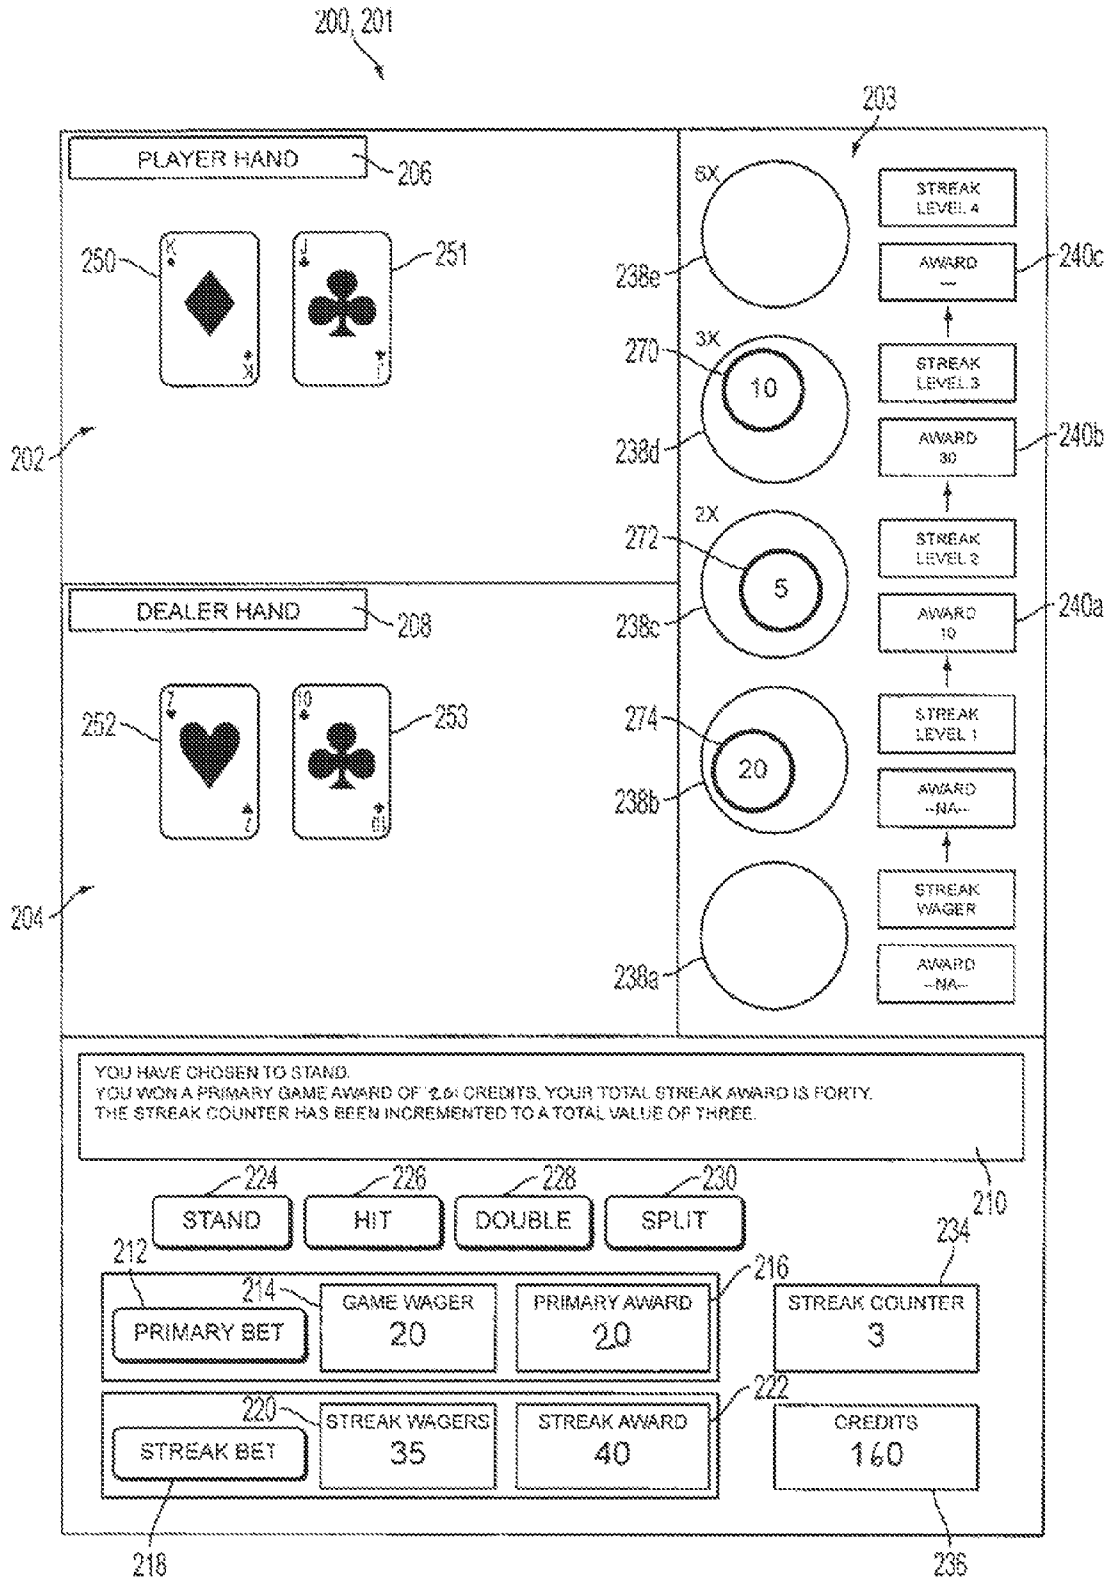 200, 201
203
PLAYER HAND
206
K
250
J
251
K
J
202
DEALER HAND
208
7
252
10
253
7
10
204
238e
STREAK
LEVEL 4
AWARD
---
240c
3X
270
10
238d
STREAK
LEVEL 3
AWARD
30
240b
2X
272
5
238c
STREAK
LEVEL 2
AWARD
10
240a
274
20
238b
STREAK
LEVEL 1
AWARD
--NA--
238a
STREAK
WAGER
AWARD
--NA--
YOU HAVE CHOSEN TO STAND.
YOU WON A PRIMARY GAME AWARD OF 20 CREDITS. YOUR TOTAL STREAK AWARD IS FORTY.
THE STREAK COUNTER HAS BEEN INCREMENTED TO A TOTAL VALUE OF THREE.
210
224
226
228
230
STAND
HIT
DOUBLE
SPLIT
212
214
216
234
PRIMARY BET
GAME WAGER
20
PRIMARY AWARD
20
STREAK COUNTER
3
220
222
STREAK BET
STREAK WAGERS
35
STREAK AWARD
40
CREDITS
160
218
236